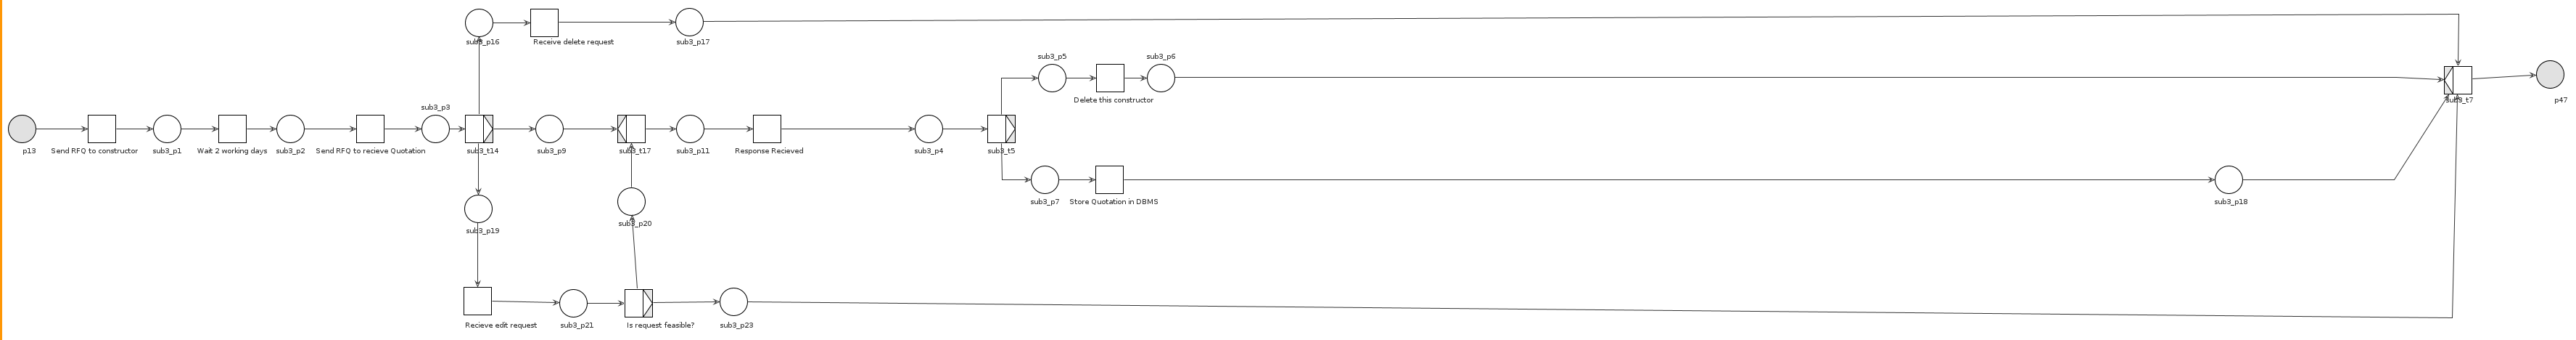 sub3_p16
Receive delete request
sub3_p17
sub3_p5
sub3_p6
Delete this constructor
sub3_t7
p47
sub3_p3
p13
Send RFQ to constructor
sub3_p1
Wait 2 working days
sub3_p2
Send RFQ to recieve Quotation
sub3_t14
sub3_p9
sub3_t17
sub3_p11
Response Recieved
sub3_p4
sub3_t5
sub3_p7
Store Quotation in DBMS
sub3_p18
sub3_p19
sub3_p20
Recieve edit request
sub3_p21
Is request feasible?
sub3_p23